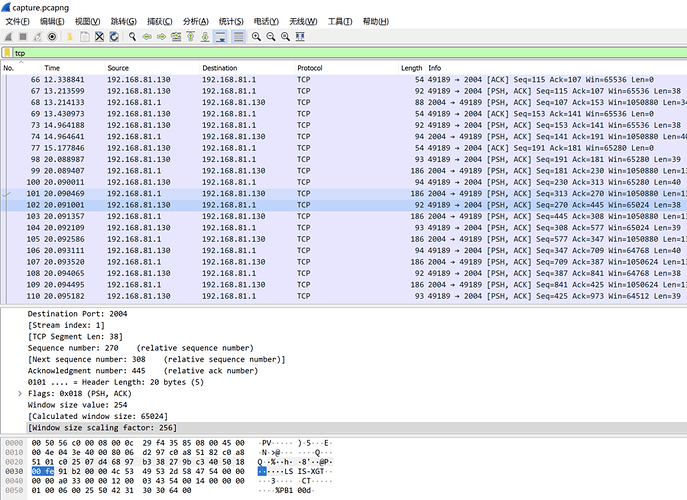 capture.pcapng
文件(F) 编辑(E) 视图(V) 跳转(G) 捕获(C) 分析(A) 统计(S) 电话(Y) 无线(W) 工具(T) 帮助(H)
tcp
No. Time Source Destination Protocol Length Info
66 12.338841 192.168.81.130 192.168.81.1 TCP 54 49189 → 2004 [ACK] Seq=115 Ack=107 Win=65536 Len=0
67 13.213599 192.168.81.130 192.168.81.1 TCP 92 49189 → 2004 [PSH, ACK] Seq=115 Ack=107 Win=65536 Len=38
68 13.214133 192.168.81.1 192.168.81.130 TCP 88 2004 → 49189 [PSH, ACK] Seq=107 Ack=153 Win=1050880 Len=34
69 13.430973 192.168.81.130 192.168.81.1 TCP 54 49189 → 2004 [ACK] Seq=153 Ack=141 Win=65536 Len=0
73 14.964188 192.168.81.130 192.168.81.1 TCP 92 49189 → 2004 [PSH, ACK] Seq=153 Ack=141 Win=65536 Len=38
74 14.964641 192.168.81.1 192.168.81.130 TCP 94 2004 → 49189 [PSH, ACK] Seq=141 Ack=191 Win=1050880 Len=40
77 15.177846 192.168.81.130 192.168.81.1 TCP 54 49189 → 2004 [ACK] Seq=191 Ack=181 Win=65280 Len=0
98 20.088987 192.168.81.130 192.168.81.1 TCP 93 49189 → 2004 [PSH, ACK] Seq=191 Ack=181 Win=65280 Len=39
99 20.089407 192.168.81.1 192.168.81.130 TCP 186 2004 → 49189 [PSH, ACK] Seq=181 Ack=230 Win=1050880
100 20.090011 192.168.81.130 192.168.81.1 TCP 94 49189 → 2004 [PSH, ACK] Seq=230 Ack=313 Win=65280 Len=40
101 20.090469 192.168.81.1 192.168.81.130 TCP 186 2004 → 49189 [PSH, ACK] Seq=313 Ack=270 Win=1050880
102 20.091001 192.168.81.130 192.168.81.1 TCP 92 49189 → 2004 [PSH, ACK] Seq=270 Ack=445 Win=65024 Len=38
103 20.091357 192.168.81.1 192.168.81.130 TCP 186 2004 → 49189 [PSH, ACK] Seq=445 Ack=308 Win=1050880
104 20.092109 192.168.81.130 192.168.81.1 TCP 93 49189 → 2004 [PSH, ACK] Seq=308 Ack=577 Win=65024 Len=39
105 20.092586 192.168.81.1 192.168.81.130 TCP 186 2004 → 49189 [PSH, ACK] Seq=577 Ack=347 Win=1050880
106 20.093111 192.168.81.130 192.168.81.1 TCP 94 49189 → 2004 [PSH, ACK] Seq=347 Ack=709 Win=64768 Len=40
107 20.093520 192.168.81.1 192.168.81.130 TCP 186 2004 → 49189 [PSH, ACK] Seq=709 Ack=387 Win=1050624
108 20.094065 192.168.81.130 192.168.81.1 TCP 92 49189 → 2004 [PSH, ACK] Seq=387 Ack=841 Win=64768 Len=38
109 20.094495 192.168.81.1 192.168.81.130 TCP 186 2004 → 49189 [PSH, ACK] Seq=841 Ack=425 Win=1050624
110 20.095182 192.168.81.130 192.168.81.1 TCP 93 49189 → 2004 [PSH, ACK] Seq=425 Ack=973 Win=64512 Len=39
Destination Port: 2004
[Stream index: 1]
[TCP Segment Len: 38]
Sequence number: 270 (relative sequence number)
[Next sequence number: 308 (relative sequence number)]
Acknowledgment number: 445 (relative ack number)
0101 .... = Header Length: 20 bytes (5)
Flags: 0x018 (PSH, ACK)
Window size value: 254
[Calculated window size: 65024]
[Window size scaling factor: 256]
0000 00 50 56 c0 00 08 00 0c 29 f4 35 85 08 00 45 00 ·PV····· )·5···E·
0010 00 4e 04 3e 40 00 80 06 d2 97 c0 a8 51 82 c0 a8 ·N·>@··· ····Q···
0020 51 01 c0 25 07 d4 68 97 b3 38 27 9b c3 40 50 18 Q··%··h· ·8'··@P·
0030 00 fe 91 b2 00 00 4c 53 49 53 2d 58 47 54 00 00 ······LS IS-XGT··
0040 00 00 a0 33 00 00 12 00 03 43 54 00 14 00 00 00 ···3···· ·CT·····
0050 01 00 06 00 25 50 42 31 30 30 64 00 ····%PB1 00d·